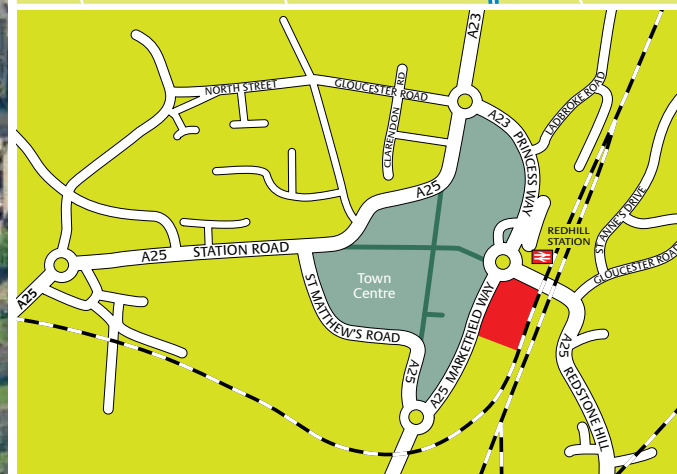 A23
NORTH STREET
GLOUCESTER ROAD
CLARENDON RD
A23 PRINCESS WAY
LADBROKE ROAD
A25
REDHILL
STATION
ST ANNE'S DRIVE
GLOUCESTER ROAD
A25 STATION ROAD
A25
Town
Centre
ST MATTHEW'S ROAD
A25
A25 MARKETFIELD WAY
A25 REDSTONE HILL